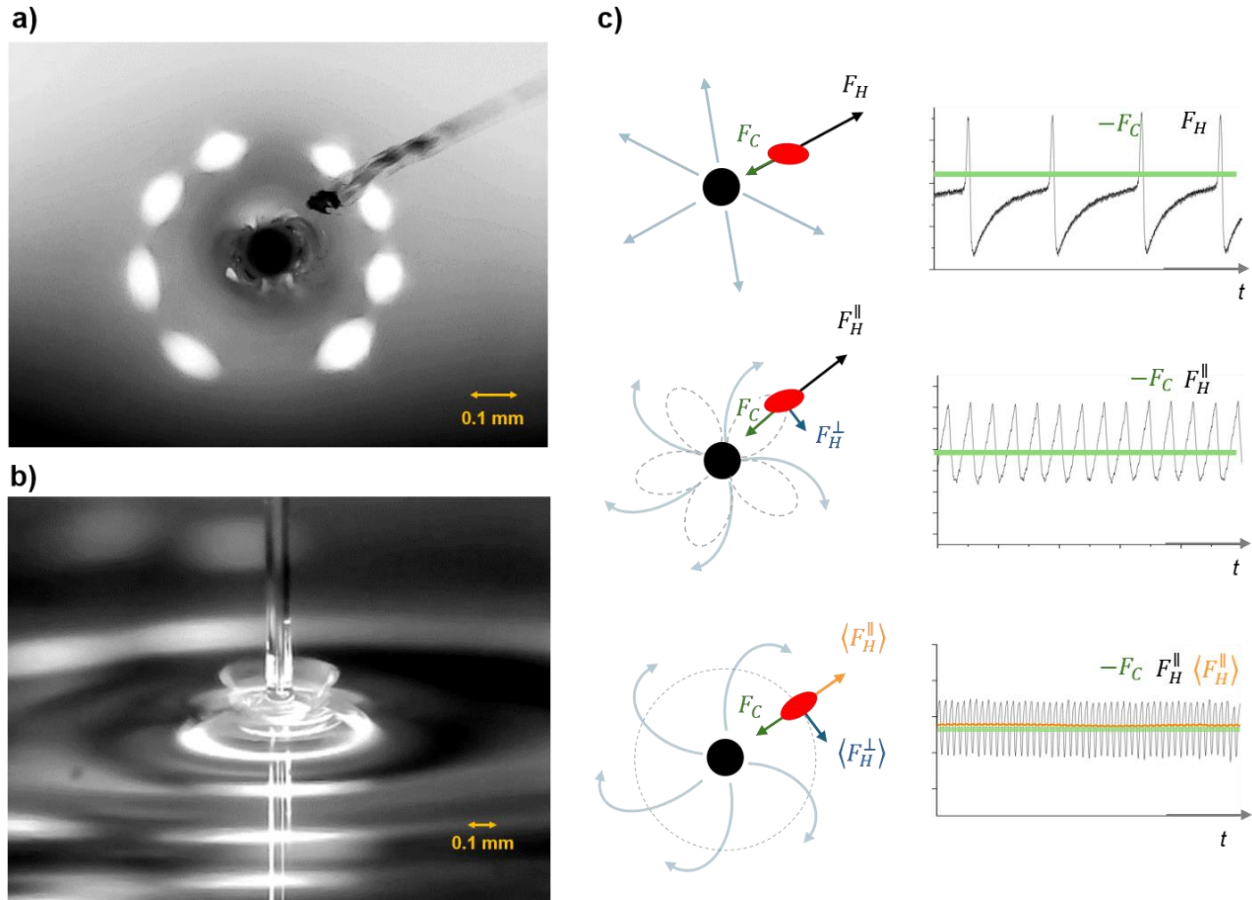 a)
0.1 mm
b)
0.1 mm
c)
F_H
F_C
−F_C F_H
t
F_H^∥
F_C
F_H^⊥
−F_C F_H^∥
t
⟨F_H^∥⟩
F_C
⟨F_H^⊥⟩
−F_C F_H^∥ ⟨F_H^∥⟩
t